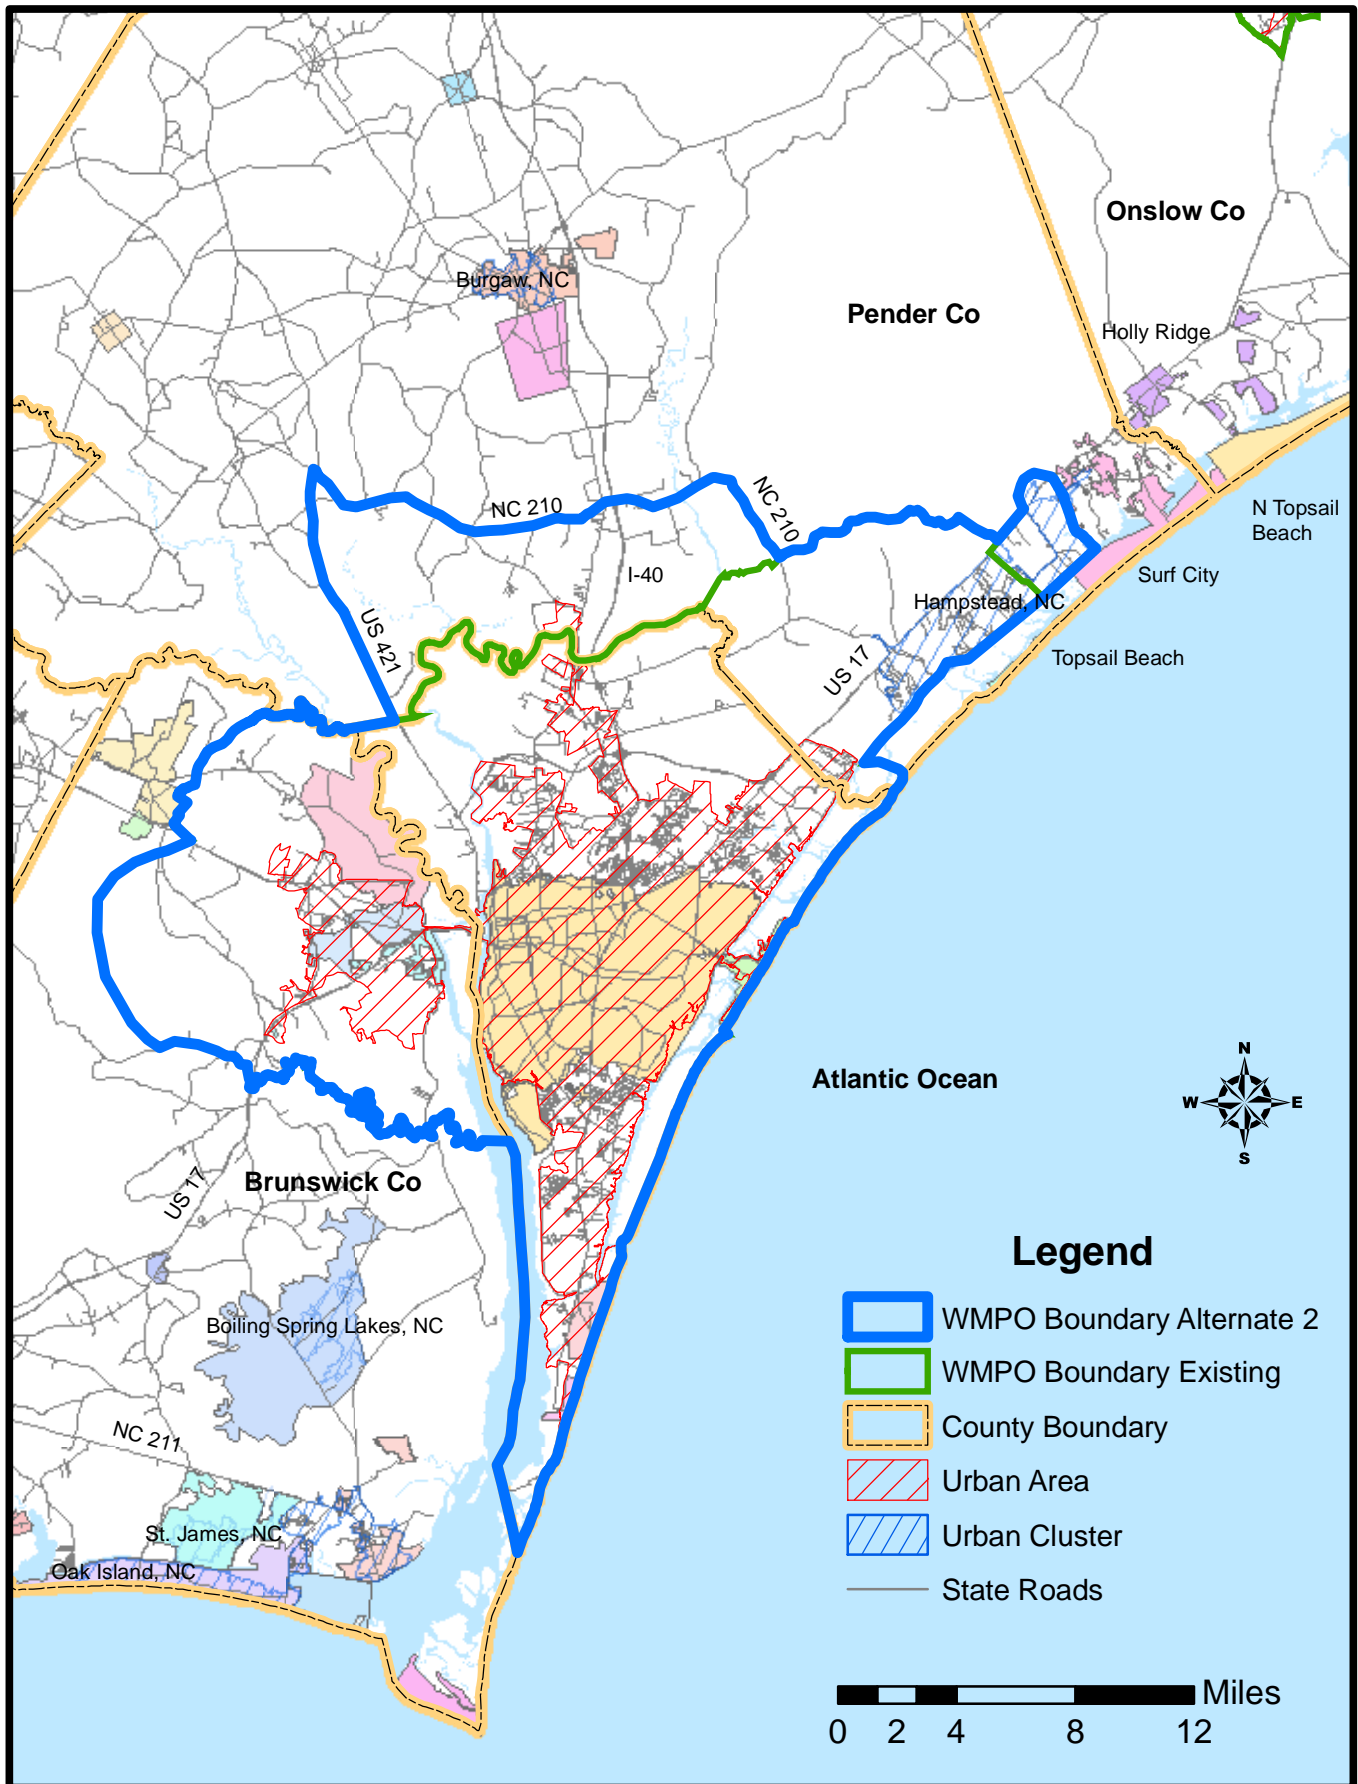 Onslow Co
Burgaw, NC
Pender Co
Holly Ridge
NC 210
NC 210
N Topsail
Beach
I-40
Surf City
Hampstead, NC
US 421
Topsail Beach
US 17
Atlantic Ocean
N
W
E
S
Brunswick Co
US 17
Boiling Spring Lakes, NC
NC 211
St. James, NC
Oak Island, NC
Legend
WMPO Boundary Alternate 2
WMPO Boundary Existing
County Boundary
Urban Area
Urban Cluster
State Roads
Miles
0 2 4 8 12